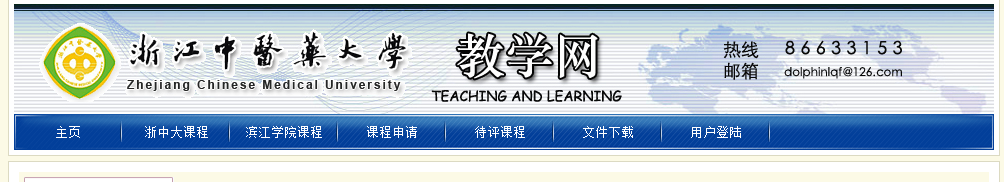 浙江中醫藥大學
Zhejiang Chinese Medical University
教学网
TEACHING AND LEARNING
热线 86633153
邮箱 dolphinlqf@126.com
主页 浙中大课程 滨江学院课程 课程申请 待评课程 文件下载 用户登陆